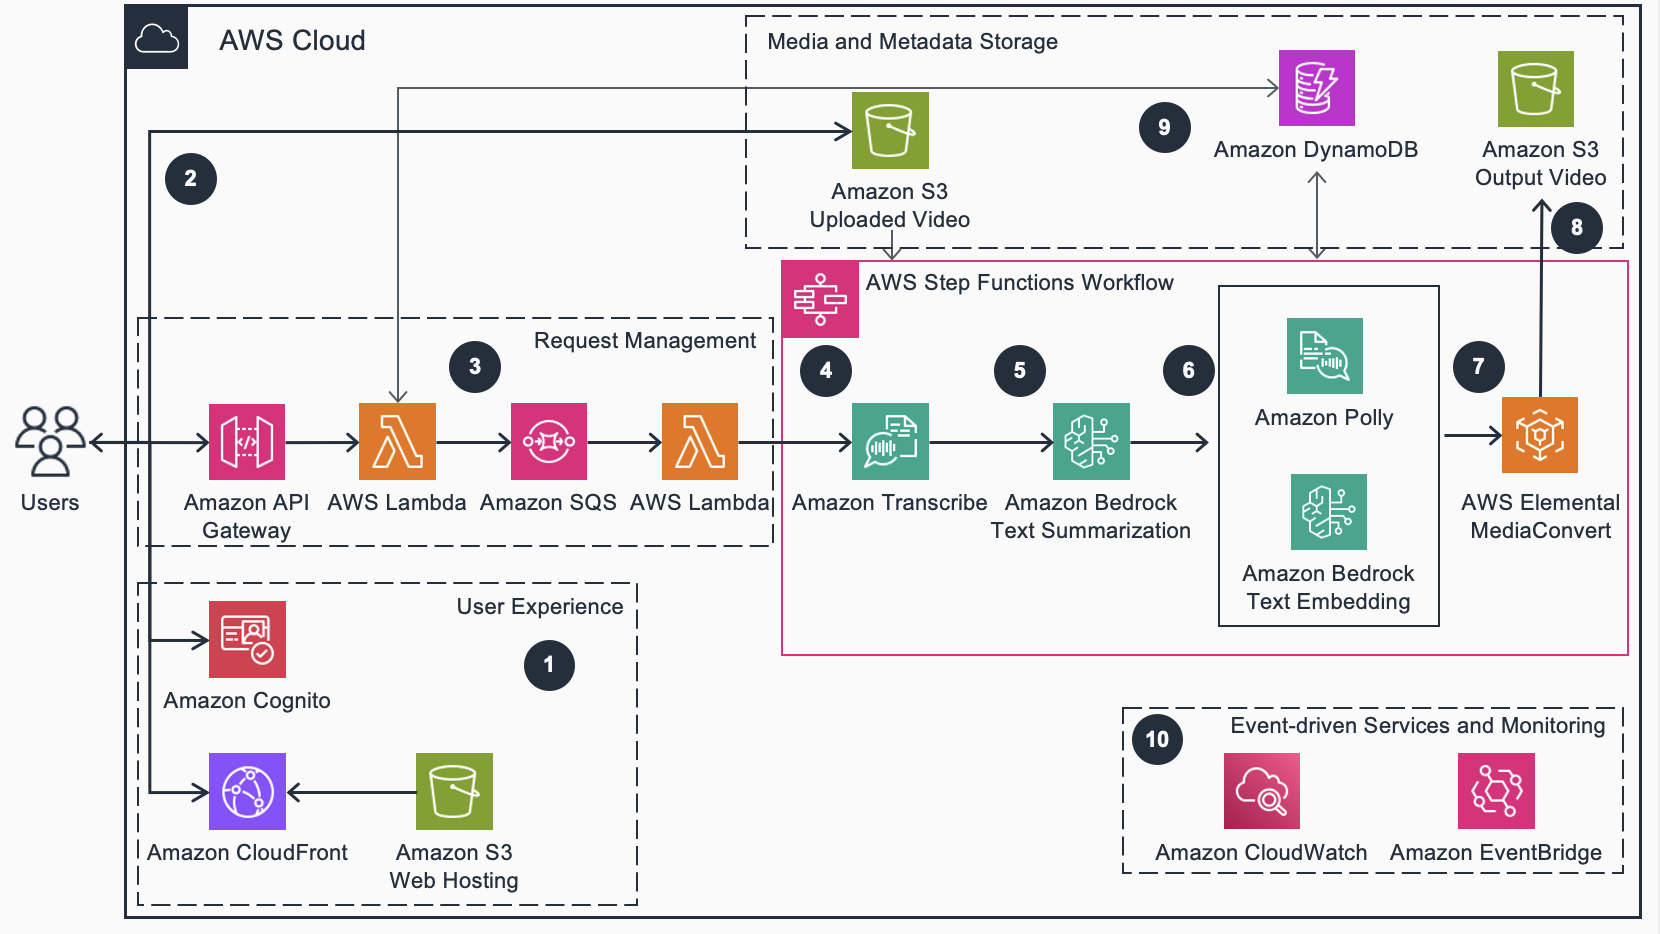 AWS Cloud
Media and Metadata Storage
2
Amazon S3
Uploaded Video
9
Amazon DynamoDB
Amazon S3
Output Video
8
Request Management
3
Users
Amazon API
Gateway
AWS Lambda
Amazon SQS
AWS Lambda
AWS Step Functions Workflow
4
5
6
7
Amazon Transcribe
Amazon Bedrock
Text Summarization
Amazon Polly
Amazon Bedrock
Text Embedding
AWS Elemental
MediaConvert
User Experience
1
Amazon Cognito
Amazon CloudFront
Amazon S3
Web Hosting
10
Event-driven Services and Monitoring
Amazon CloudWatch
Amazon EventBridge